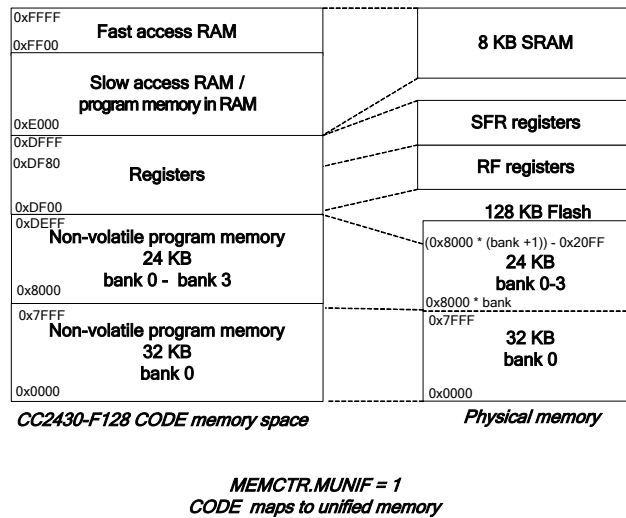 0xFFFF
Fast access RAM
0xFF00
Slow access RAM /
program memory in RAM
0xE000
0xDFFF
0xDF80
Registers
0xDF00
0xDEFF
Non-volatile program memory
24 KB
bank 0 - bank 3
0x8000
0x7FFF
Non-volatile program memory
32 KB
bank 0
0x0000
CC2430-F128 CODE memory space
8 KB SRAM
SFR registers
RF registers
128 KB Flash
(0x8000 * (bank +1)) - 0x20FF
24 KB
bank 0-3
0x8000 * bank
0x7FFF
32 KB
bank 0
0x0000
Physical memory
MEMCTR.MUNIF = 1
CODE maps to unified memory